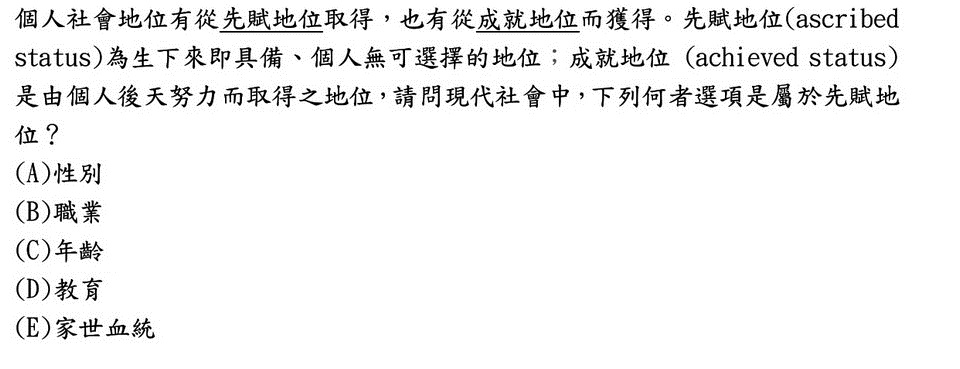 個人社會地位有從先賦地位取得，也有從成就地位而獲得。先賦地位(ascribed
status)為生下來即具備、個人無可選擇的地位；成就地位 (achieved status)
是由個人後天努力而取得之地位，請問現代社會中，下列何者選項是屬於先賦地
位？
(A)性別
(B)職業
(C)年齡
(D)教育
(E)家世血統